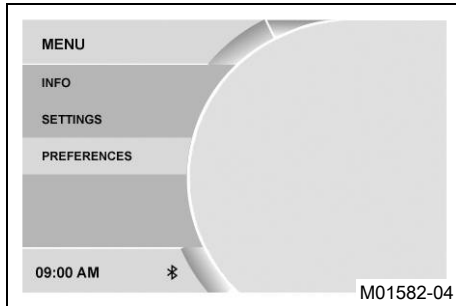 MENU
INFO
SETTINGS
PREFERENCES
09:00 AM
M01582-04